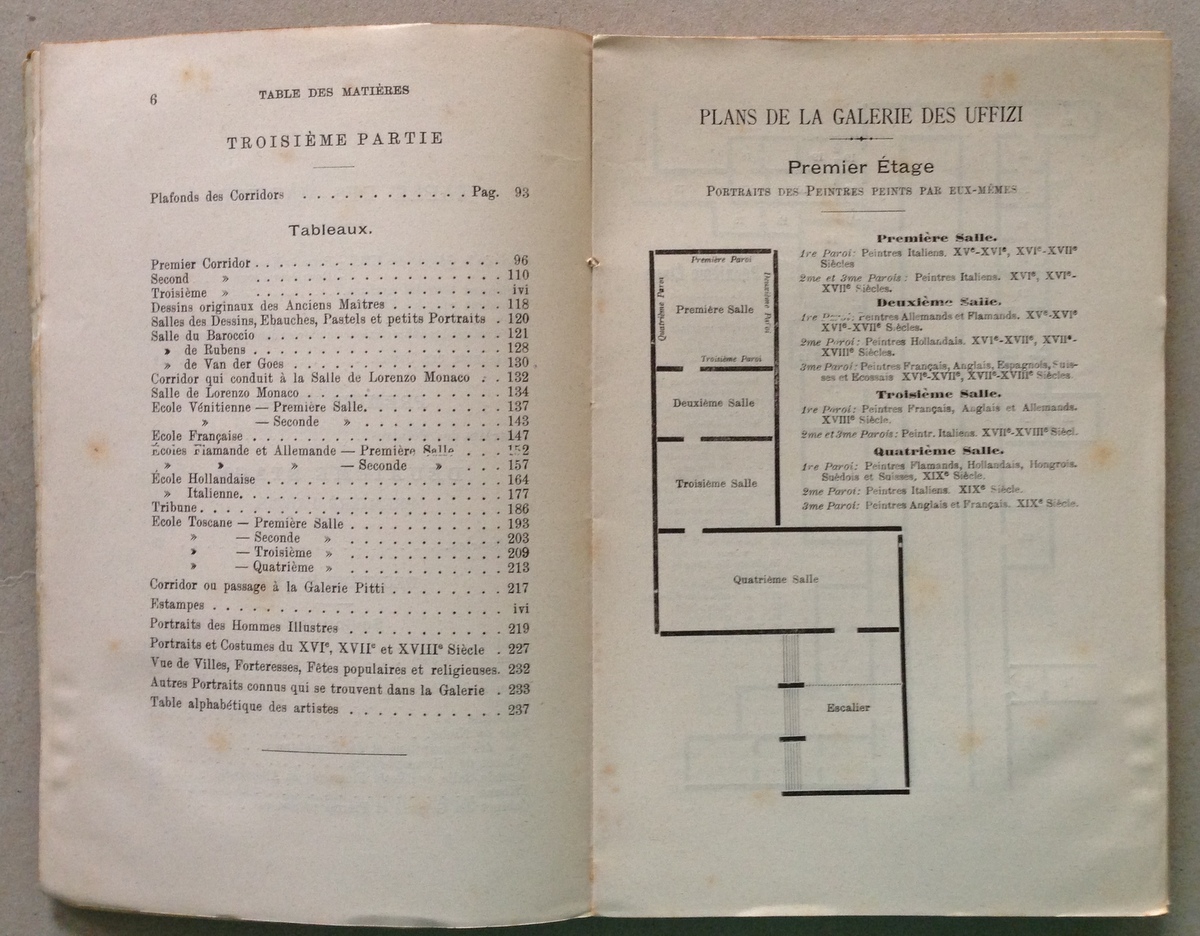 6 TABLE DES MATIÈRES
TROISIÈME PARTIE
Plafonds des Corridors . . . . . . . . . . . . Pag. 93
Tableaux.
Premier Corridor . . . . . . . . . . . . . . . . . 96
Second » . . . . . . . . . . . . . . . . . 110
Troisième » . . . . . . . . . . . . . . . . . ivi
Dessins originaux des Anciens Maîtres . . . . . . . . 118
Salles des Dessins, Ebauches, Pastels et petits Portraits . 120
Salle du Baroccio . . . . . . . . . . . . . . . . 121
» de Rubens . . . . . . . . . . . . . . . . . 128
» de Van der Goes . . . . . . . . . . . . . . . 130
Corridor qui conduit à la Salle de Lorenzo Monaco . . 132
Salle de Lorenzo Monaco . . . . . . . . . . . . . . 134
Ecole Vénitienne — Première Salle. . . . . . . . . . 137
» — Seconde » . . . . . . . . . . 143
École Française . . . . . . . . . . . . . . . . . 147
Écoles Flamande et Allemande — Première Salle . . . 152
» » » — Seconde » . . . 157
École Hollandaise . . . . . . . . . . . . . . . . 164
» Italienne. . . . . . . . . . . . . . . . . . 177
Tribune . . . . . . . . . . . . . . . . . . . . 186
Ecole Toscane — Première Salle . . . . . . . . . . . 193
» — Seconde » . . . . . . . . . . . 203
» — Troisième » . . . . . . . . . . . 209
» — Quatrième » . . . . . . . . . . . 213
Corridor ou passage à la Galerie Pitti . . . . . . . . 217
Estampes . . . . . . . . . . . . . . . . . . . . ivi
Portraits des Hommes Illustres . . . . . . . . . . . 219
Portraits et Costumes du XVIe, XVIIe et XVIIIe Siècle . 227
Vue de Villes, Forteresses, Fêtes populaires et religieuses. 232
Autres Portraits connus qui se trouvent dans la Galerie . 233
Table alphabétique des artistes . . . . . . . . . . . 237
PLANS DE LA GALERIE DES UFFIZI
Premier Étage
PORTRAITS DES PEINTRES PEINTS PAR EUX-MÊMES
Première Paroi
Quatrième Paroi
Deuxième Paroi
Première Salle
Troisième Paroi
Deuxième Salle
Troisième Salle
Quatrième Salle
Escalier
Première Salle.
1re Paroi: Peintres Italiens. XVe-XVIe, XVIe-XVIIe
Siècles
2me et 3me Parois: Peintres Italiens. XVIe, XVIe-
XVIIe Siècles.
Deuxième Salle.
1re Paroi: Peintres Allemands et Flamands. XVe-XVIe
XVIe-XVIIe Siècles.
2me Paroi: Peintres Hollandais. XVIe-XVIIe, XVIIe-
XVIIIe Siècles.
3me Paroi: Peintres Français, Anglais, Espagnols, Suis-
ses et Ecossais XVIe-XVIIe, XVIIe-XVIIIe Siècles.
Troisième Salle.
1re Paroi: Peintres Français, Anglais et Allemands.
XVIIIe Siècle.
2me et 3me Parois: Peintr. Italiens. XVIIe-XVIIIe Siècl.
Quatrième Salle.
1re Paroi: Peintres Flamands, Hollandais, Hongrois.
Suédois et Suisses, XIXe Siècle.
2me Paroi: Peintres Italiens. XIXe Siècle.
3me Paroi: Peintres Anglais et Français. XIXe Siècle.